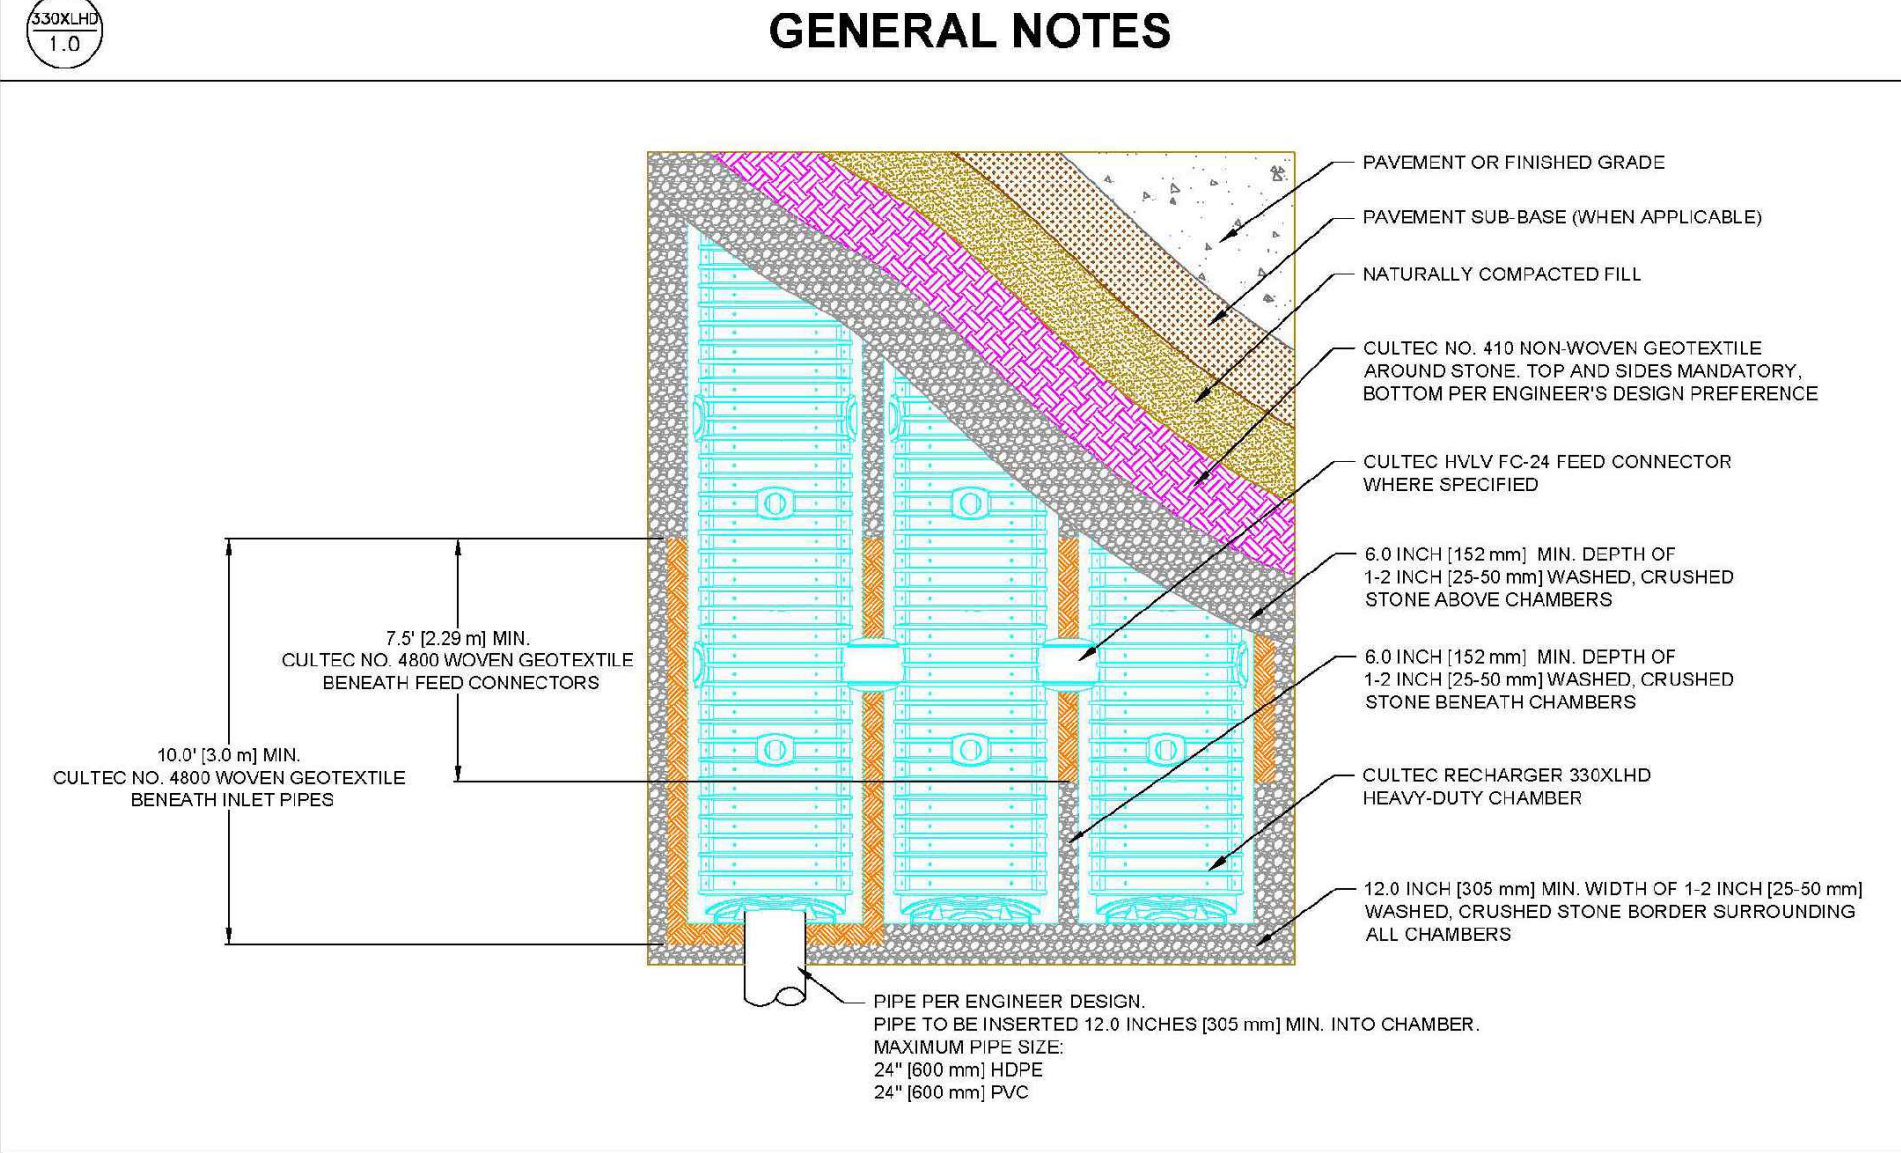 330XLHD
1.0
GENERAL NOTES
PAVEMENT OR FINISHED GRADE
PAVEMENT SUB-BASE (WHEN APPLICABLE)
NATURALLY COMPACTED FILL
CULTEC NO. 410 NON-WOVEN GEOTEXTILE
AROUND STONE. TOP AND SIDES MANDATORY,
BOTTOM PER ENGINEER'S DESIGN PREFERENCE
CULTEC HVLV FC-24 FEED CONNECTOR
WHERE SPECIFIED
6.0 INCH [152 mm] MIN. DEPTH OF
1-2 INCH [25-50 mm] WASHED, CRUSHED
STONE ABOVE CHAMBERS
6.0 INCH [152 mm] MIN. DEPTH OF
1-2 INCH [25-50 mm] WASHED, CRUSHED
STONE BENEATH CHAMBERS
CULTEC RECHARGER 330XLHD
HEAVY-DUTY CHAMBER
12.0 INCH [305 mm] MIN. WIDTH OF 1-2 INCH [25-50 mm]
WASHED, CRUSHED STONE BORDER SURROUNDING
ALL CHAMBERS
7.5' [2.29 m] MIN.
CULTEC NO. 4800 WOVEN GEOTEXTILE
BENEATH FEED CONNECTORS
10.0' [3.0 m] MIN.
CULTEC NO. 4800 WOVEN GEOTEXTILE
BENEATH INLET PIPES
PIPE PER ENGINEER DESIGN.
PIPE TO BE INSERTED 12.0 INCHES [305 mm] MIN. INTO CHAMBER.
MAXIMUM PIPE SIZE:
24" [600 mm] HDPE
24" [600 mm] PVC